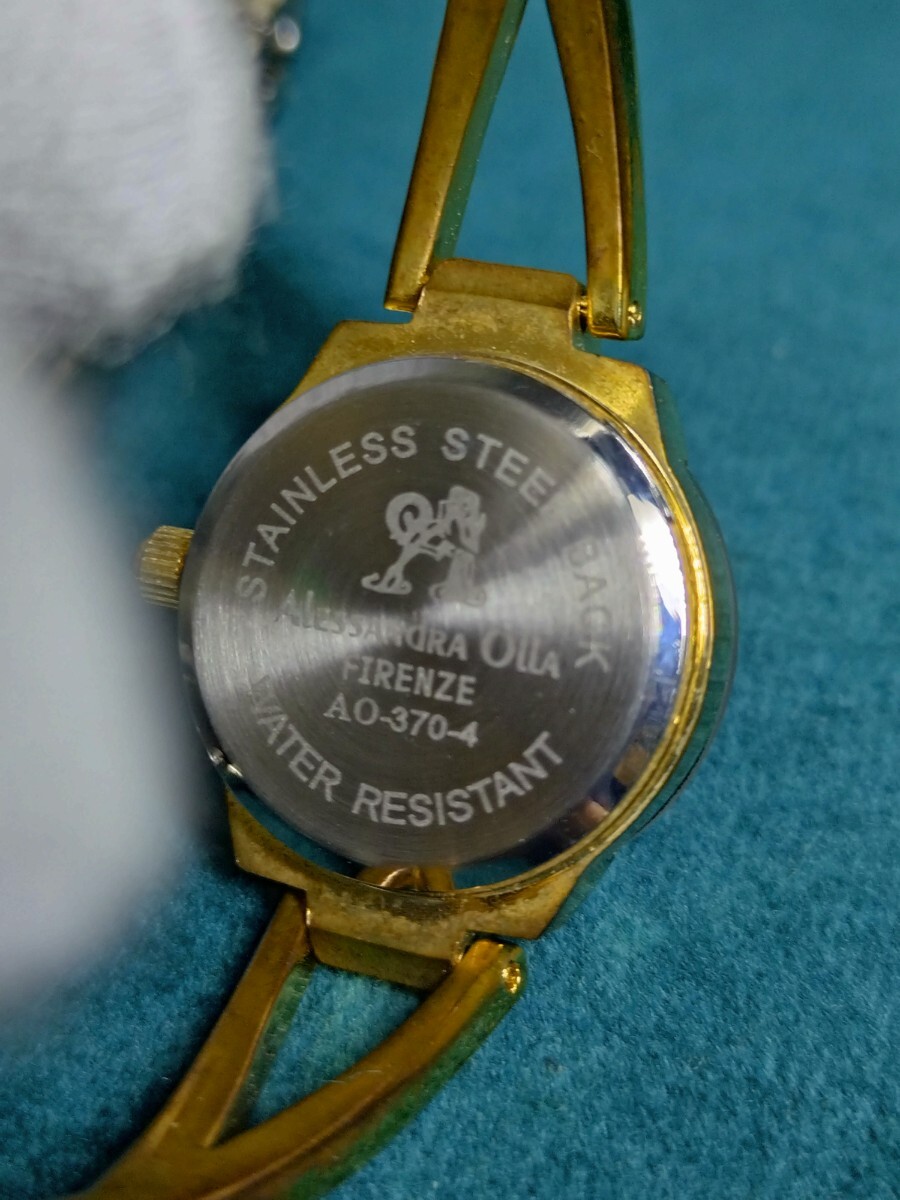 STAINLESS STEEL BACK
Alessandra Olla
FIRENZE
AO-370-4
WATER RESISTANT